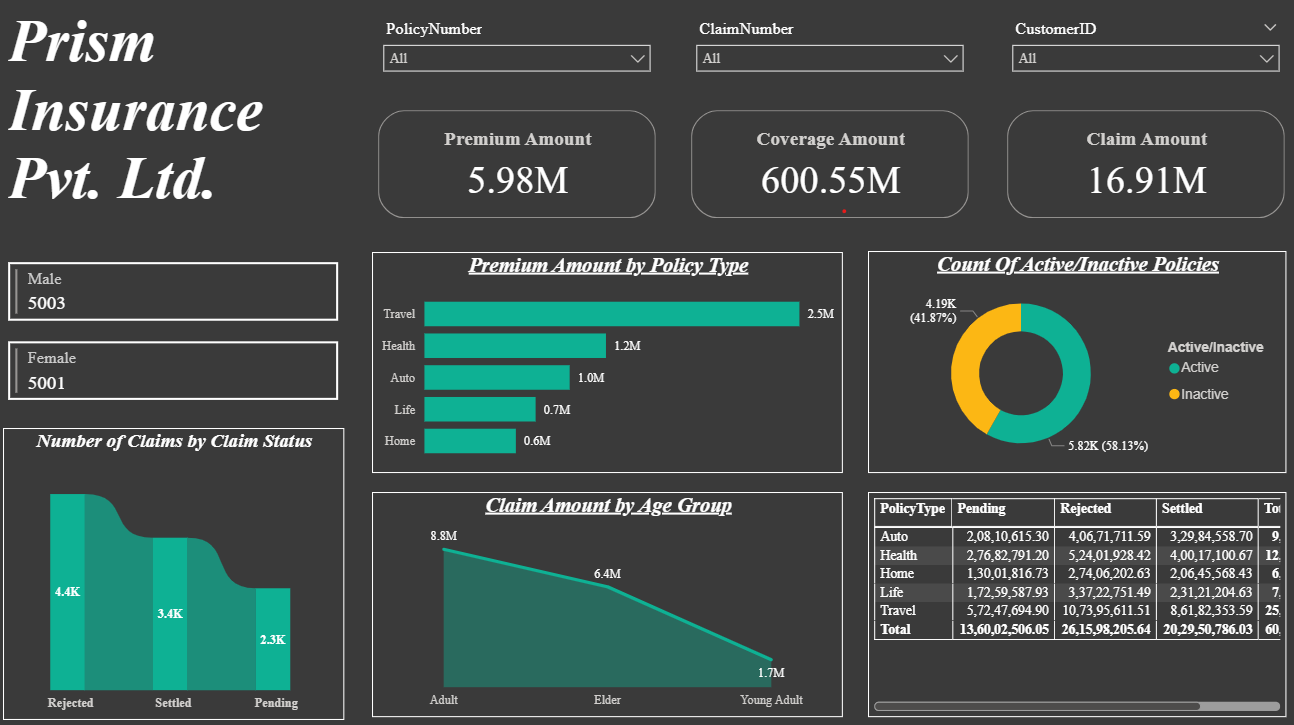 Prism
Insurance
Pvt. Ltd.
PolicyNumber
All
ClaimNumber
All
CustomerID
All
Premium Amount
5.98M
Coverage Amount
600.55M
Claim Amount
16.91M
Male
5003
Female
5001
Number of Claims by Claim Status
4.4K
3.4K
2.3K
Rejected Settled Pending
Premium Amount by Policy Type
Travel 2.5M
Health 1.2M
Auto 1.0M
Life 0.7M
Home 0.6M
Count Of Active/Inactive Policies
4.19K
(41.87%)
5.82K (58.13%)
Active/Inactive
Active
Inactive
Claim Amount by Age Group
8.8M
6.4M
1.7M
Adult Elder Young Adult
PolicyType Pending Rejected Settled
Auto 2,08,10,615.30 4,06,71,711.59 3,29,84,558.70 9,
Health 2,76,82,791.20 5,24,01,928.42 4,00,17,100.67 12,
Home 1,30,01,816.73 2,74,06,202.63 2,06,45,568.43 6,
Life 1,72,59,587.93 3,37,22,751.49 2,31,21,204.63 7,
Travel 5,72,47,694.90 10,73,95,611.51 8,61,82,353.59 25,
Total 13,60,02,506.05 26,15,98,205.64 20,29,50,786.03 60,